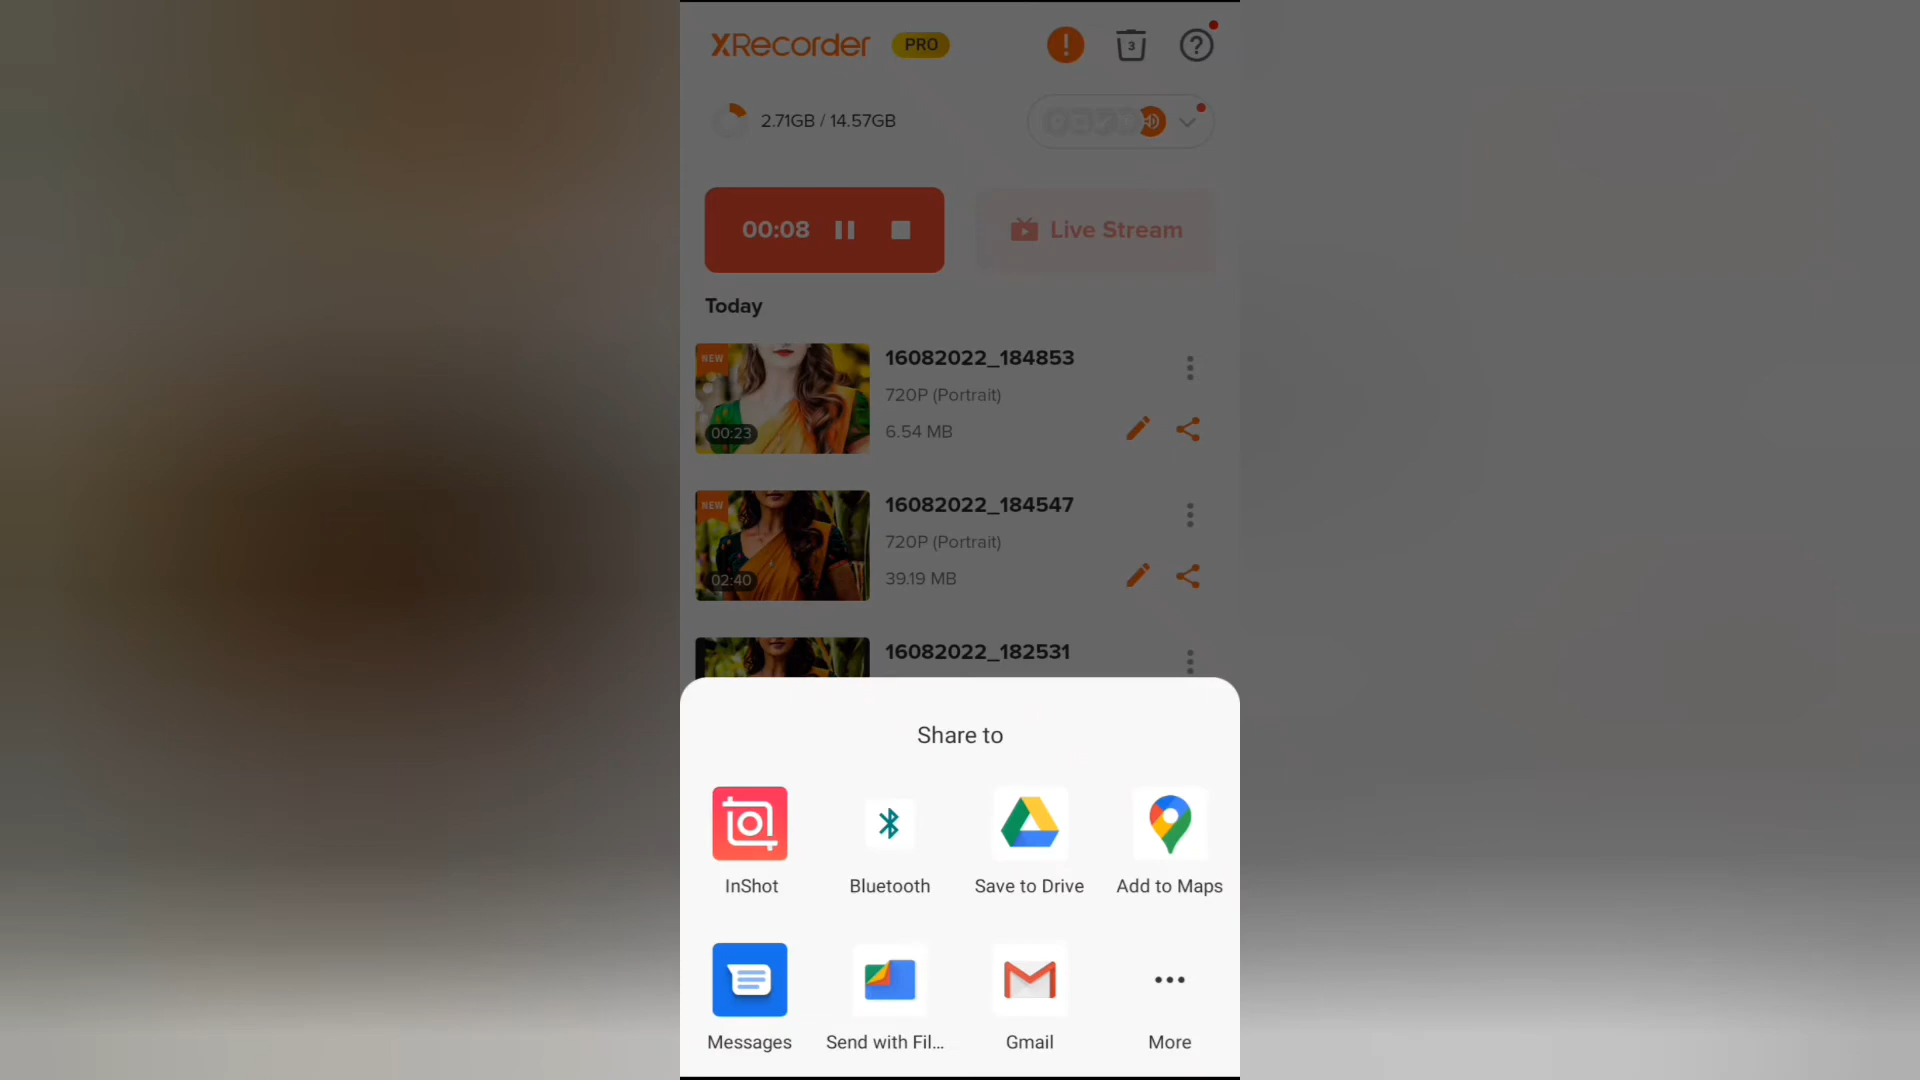 XRecorder PRO
3
2.71GB / 14.57GB
00:08
Live Stream
Today
NEW
16082022_184853
720P (Portrait)
00:23
6.54 MB
NEW
16082022_184547
720P (Portrait)
02:40
39.19 MB
16082022_182531
Share to
InShot
Bluetooth
Save to Drive
Add to Maps
Messages
Send with Fil...
Gmail
More